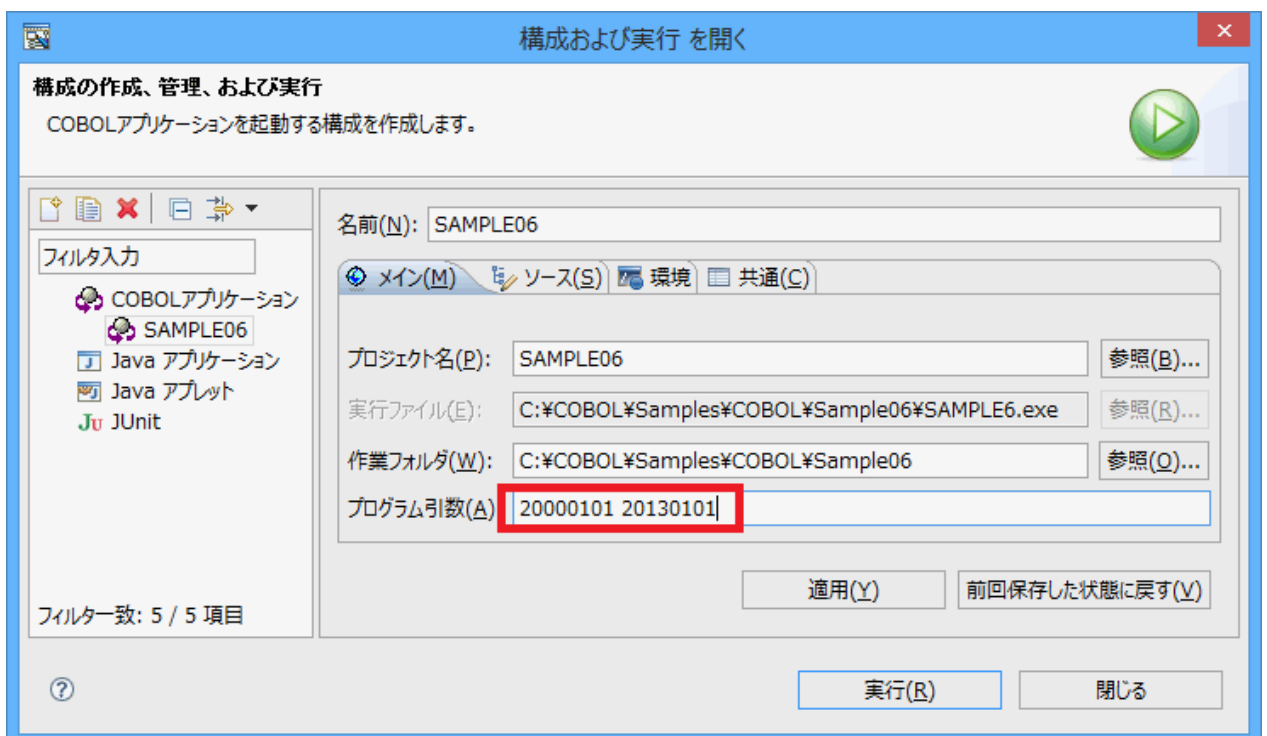 構成および実行 を開く
構成の作成、管理、および実行
COBOLアプリケーションを起動する構成を作成します。
名前(N): SAMPLE06
フィルタ入力
メイン(M) ソース(S) 環境 共通(C)
COBOLアプリケーション
SAMPLE06
Java アプリケーション
Java アプレット
Ju JUnit
プロジェクト名(P): SAMPLE06 参照(B)...
実行ファイル(E): C:¥COBOL¥Samples¥COBOL¥Sample06¥SAMPLE6.exe 参照(R)...
作業フォルダ(W): C:¥COBOL¥Samples¥COBOL¥Sample06 参照(O)...
プログラム引数(A) 20000101 20130101
適用(Y) 前回保存した状態に戻す(V)
フィルター致: 5 / 5 項目
実行(R) 閉じる